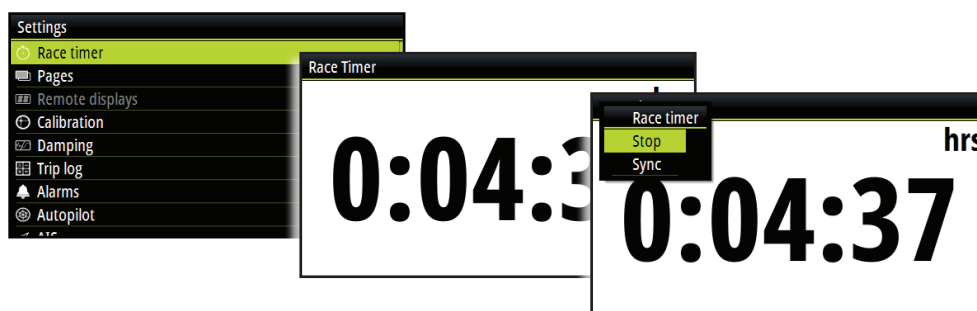 Settings
Race timer
Pages
Remote displays
Calibration
Damping
Trip log
Alarms
Autopilot
Race Timer
0:04:3
Race timer
Stop
Sync
hrs
0:04:37